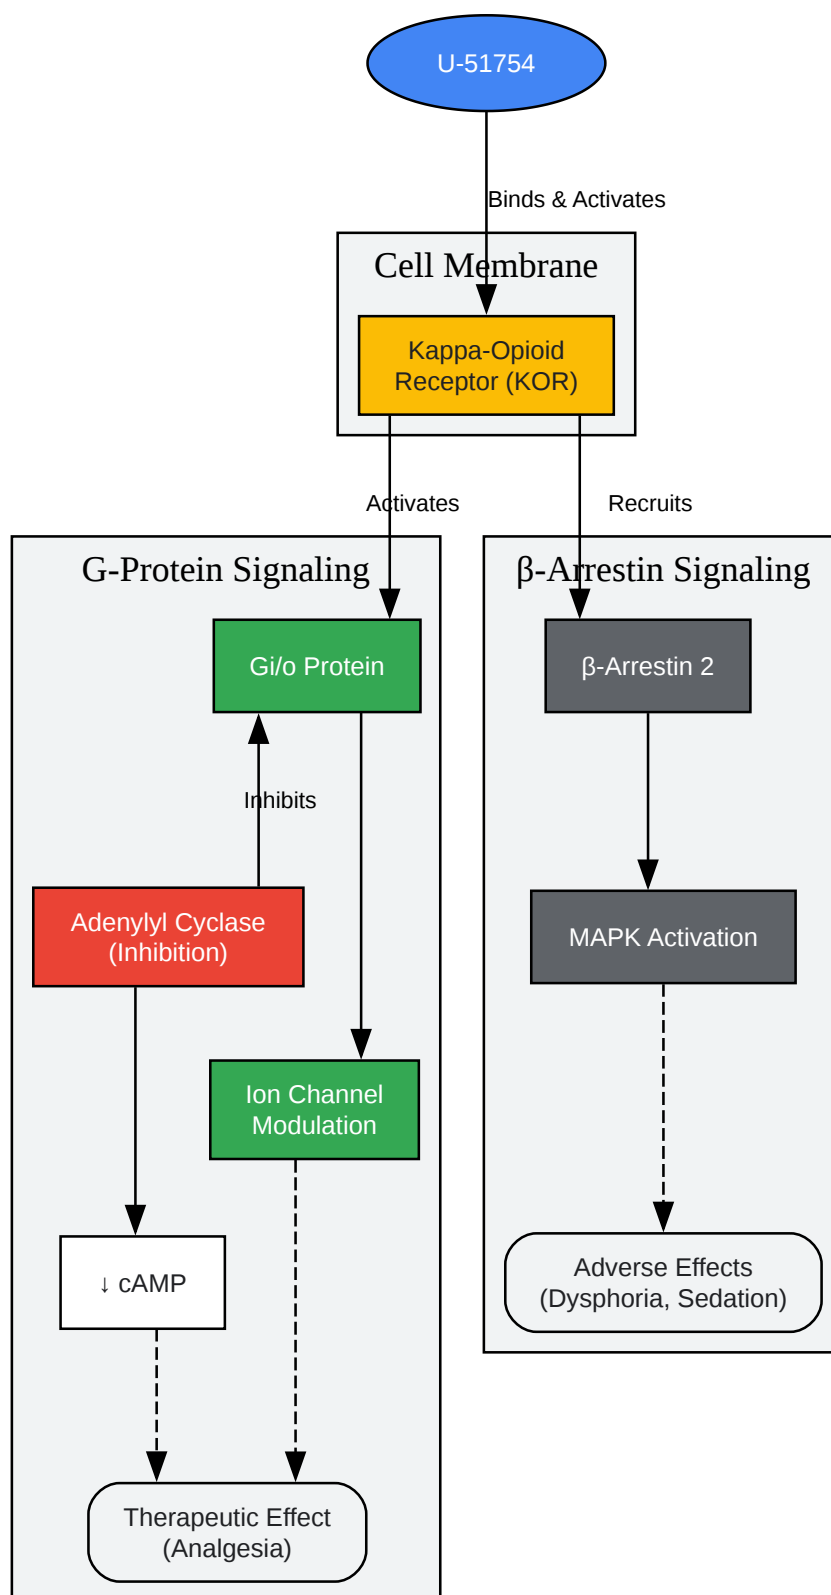 U-51754
Binds & Activates
Cell Membrane
Kappa-Opioid
Receptor (KOR)
Activates
Recruits
G-Protein Signaling
β-Arrestin Signaling
Gi/o Protein
β-Arrestin 2
Inhibits
Adenylyl Cyclase
(Inhibition)
MAPK Activation
Ion Channel
Modulation
↓ cAMP
Adverse Effects
(Dysphoria, Sedation)
Therapeutic Effect
(Analgesia)